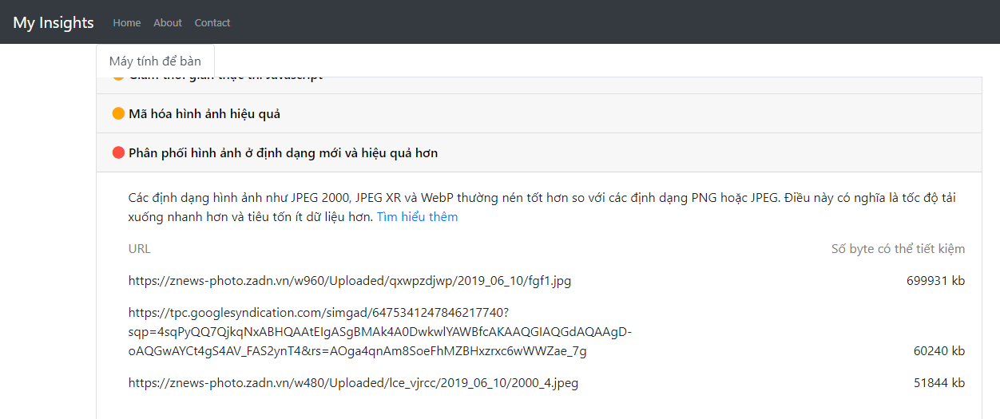 My Insights Home About Contact
Máy tính để bàn
Giảm thời gian thực thi Javascript
Mã hóa hình ảnh hiệu quả
Phân phối hình ảnh ở định dạng mới và hiệu quả hơn
Các định dạng hình ảnh như JPEG 2000, JPEG XR và WebP thường nén tốt hơn so với các định dạng PNG hoặc JPEG. Điều này có nghĩa là tốc độ tải
xuống nhanh hơn và tiêu tốn ít dữ liệu hơn. Tìm hiểu thêm
URL Số byte có thể tiết kiệm
https://znews-photo.zadn.vn/w960/Uploaded/qxwpzdjwp/2019_06_10/fgf1.jpg 699931 kb
https://tpc.googlesyndication.com/simgad/6475341247846217740?
sqp=4sqPyQQ7QjkqNxABHQAAtEIgASgBMAk4A0DwkwlYAWBfcAKAAQGIAQGdAQAAgD-
oAQGwAYCt4gS4AV_FAS2ynT4&rs=AOga4qnAm8SoeFhMZBHxzrxc6wWWZae_7g 60240 kb
https://znews-photo.zadn.vn/w480/Uploaded/lce_vjrcc/2019_06_10/2000_4.jpeg 51844 kb